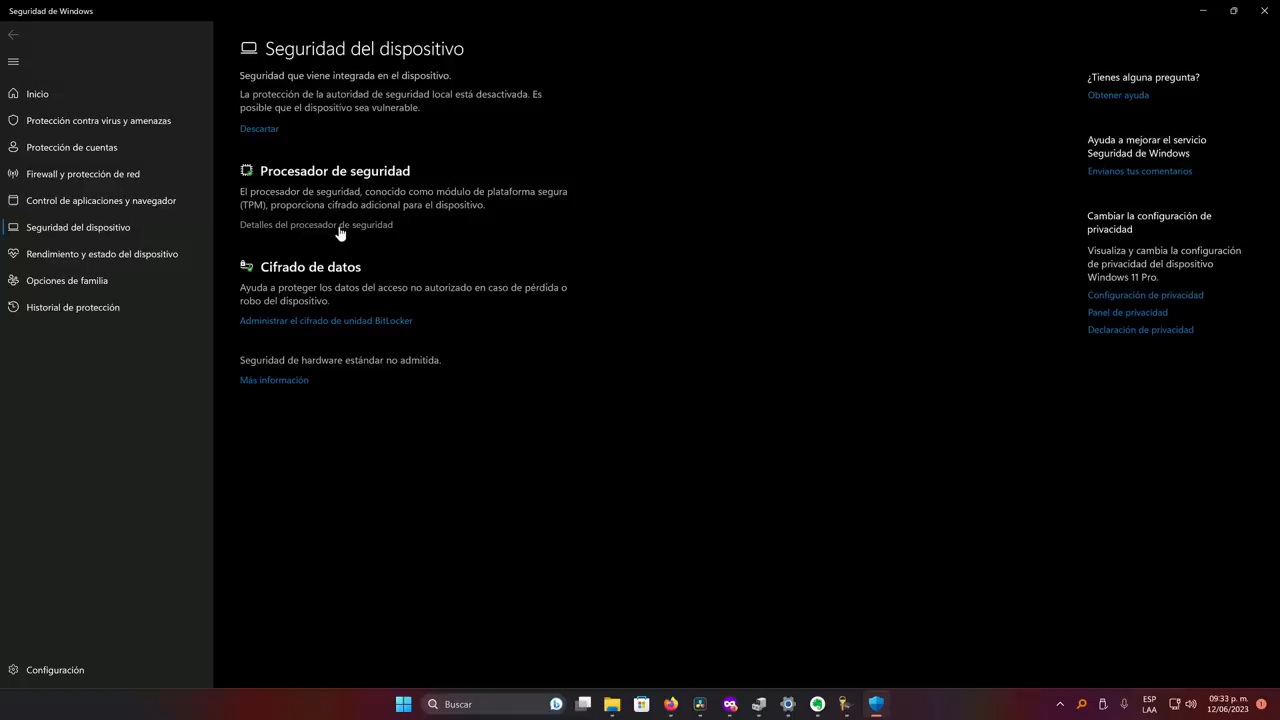 Seguridad de Windows
Inicio
Protección contra virus y amenazas
Protección de cuentas
Firewall y protección de red
Control de aplicaciones y navegador
Seguridad del dispositivo
Rendimiento y estado del dispositivo
Opciones de familia
Historial de protección
Configuración
Seguridad del dispositivo
Seguridad que viene integrada en el dispositivo.
La protección de la autoridad de seguridad local está desactivada. Es
posible que el dispositivo sea vulnerable.
Descartar
Procesador de seguridad
El procesador de seguridad, conocido como módulo de plataforma segura
(TPM), proporciona cifrado adicional para el dispositivo.
Detalles del procesador de seguridad
Cifrado de datos
Ayuda a proteger los datos del acceso no autorizado en caso de pérdida o
robo del dispositivo.
Administrar el cifrado de unidad BitLocker
Seguridad de hardware estándar no admitida.
Más información
¿Tienes alguna pregunta?
Obtener ayuda
Ayuda a mejorar el servicio
Seguridad de Windows
Envíanos tus comentarios
Cambiar la configuración de
privacidad
Visualiza y cambia la configuración
de privacidad del dispositivo
Windows 11 Pro.
Configuración de privacidad
Panel de privacidad
Declaración de privacidad
Buscar
ESP
LAA
09:33 p. m.
12/06/2023
1